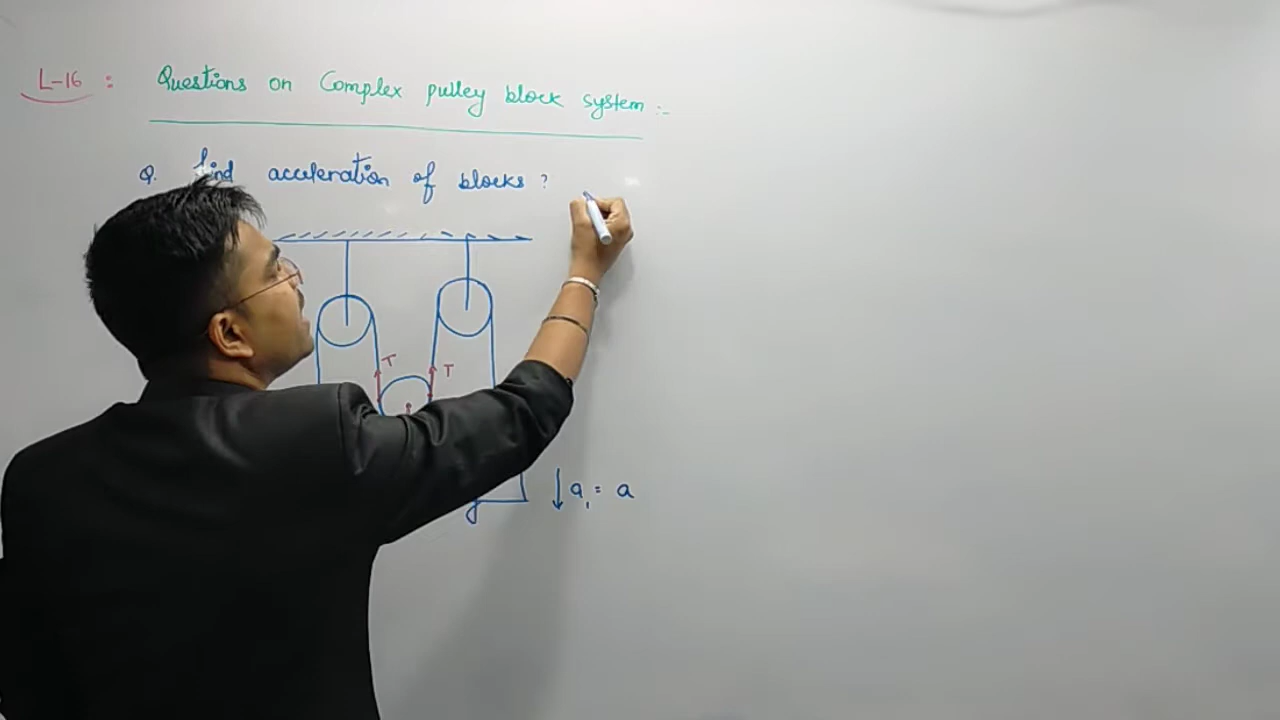 L-16 : Questions on Complex pulley block system :-
Q. find acceleration of blocks ?
T T
↓ a₁ = a